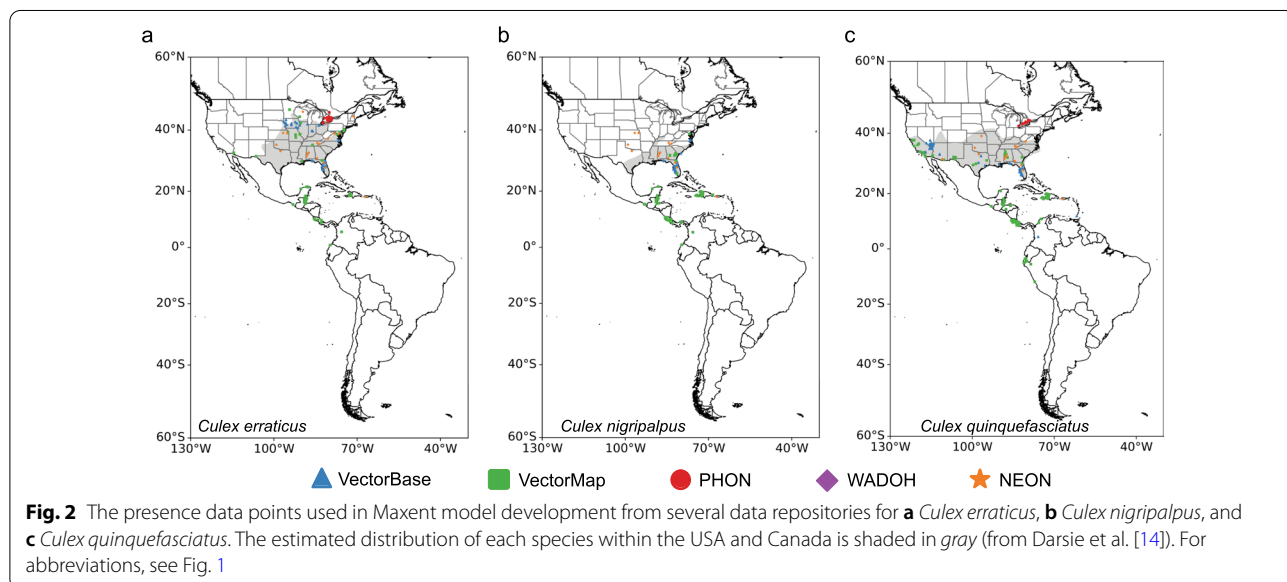 a
b
c
60°N
60°N
60°N
40°N
40°N
40°N
20°N
20°N
20°N
0°
0°
0°
20°S
20°S
20°S
40°S
40°S
40°S
Culex erraticus
Culex nigripalpus
Culex quinquefasciatus
60°S
60°S
60°S
130°W 100°W 70°W 40°W
130°W 100°W 70°W 40°W
130°W 100°W 70°W 40°W
VectorBase VectorMap PHON WADOH NEON
Fig. 2 The presence data points used in Maxent model development from several data repositories for a Culex erraticus, b Culex nigripalpus, and
c Culex quinquefasciatus. The estimated distribution of each species within the USA and Canada is shaded in gray (from Darsie et al. [14]). For
abbreviations, see Fig. 1